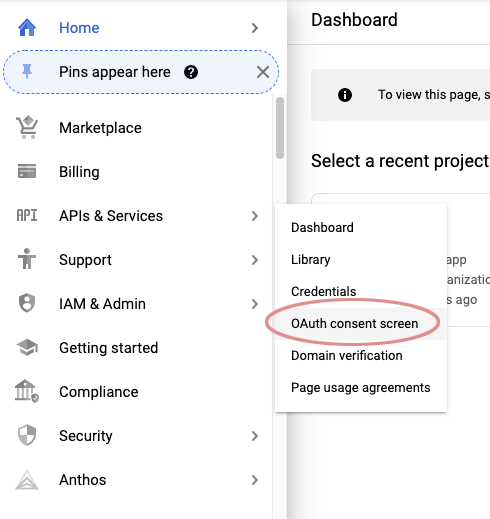 Home
Pins appear here
Marketplace
Billing
API APIs & Services
Support
IAM & Admin
Getting started
Compliance
Security
Anthos
Dashboard
Library
Credentials
OAuth consent screen
Domain verification
Page usage agreements
Dashboard
To view this page, s
Select a recent project
app
anizatio
s ago